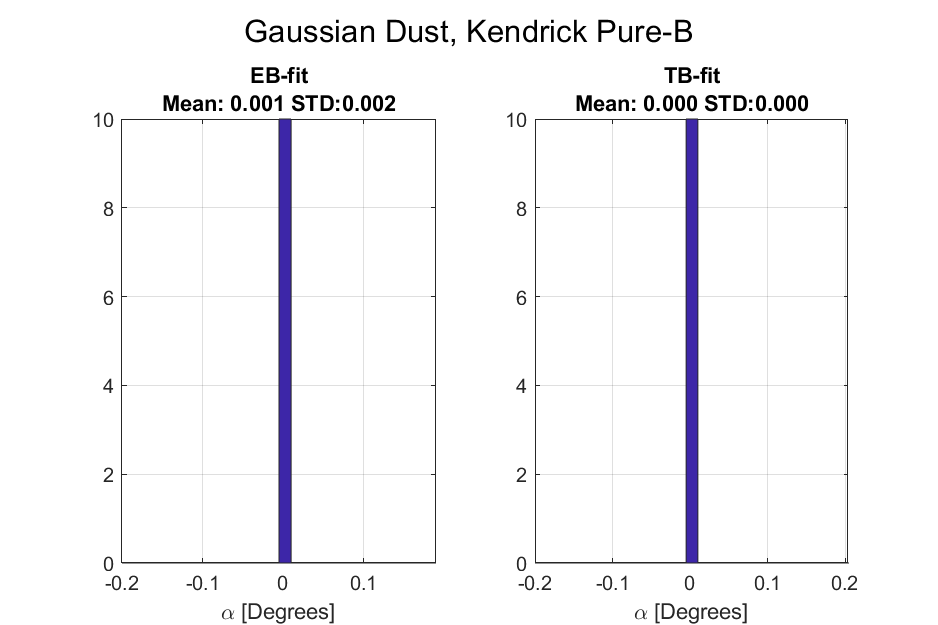 Gaussian Dust, Kendrick Pure-B
EB-fit
Mean: 0.001 STD:0.002
10
8
6
4
2
0
-0.2 -0.1 0 0.1
α [Degrees]
TB-fit
Mean: 0.000 STD:0.000
10
8
6
4
2
0
-0.2 -0.1 0 0.1 0.2
α [Degrees]